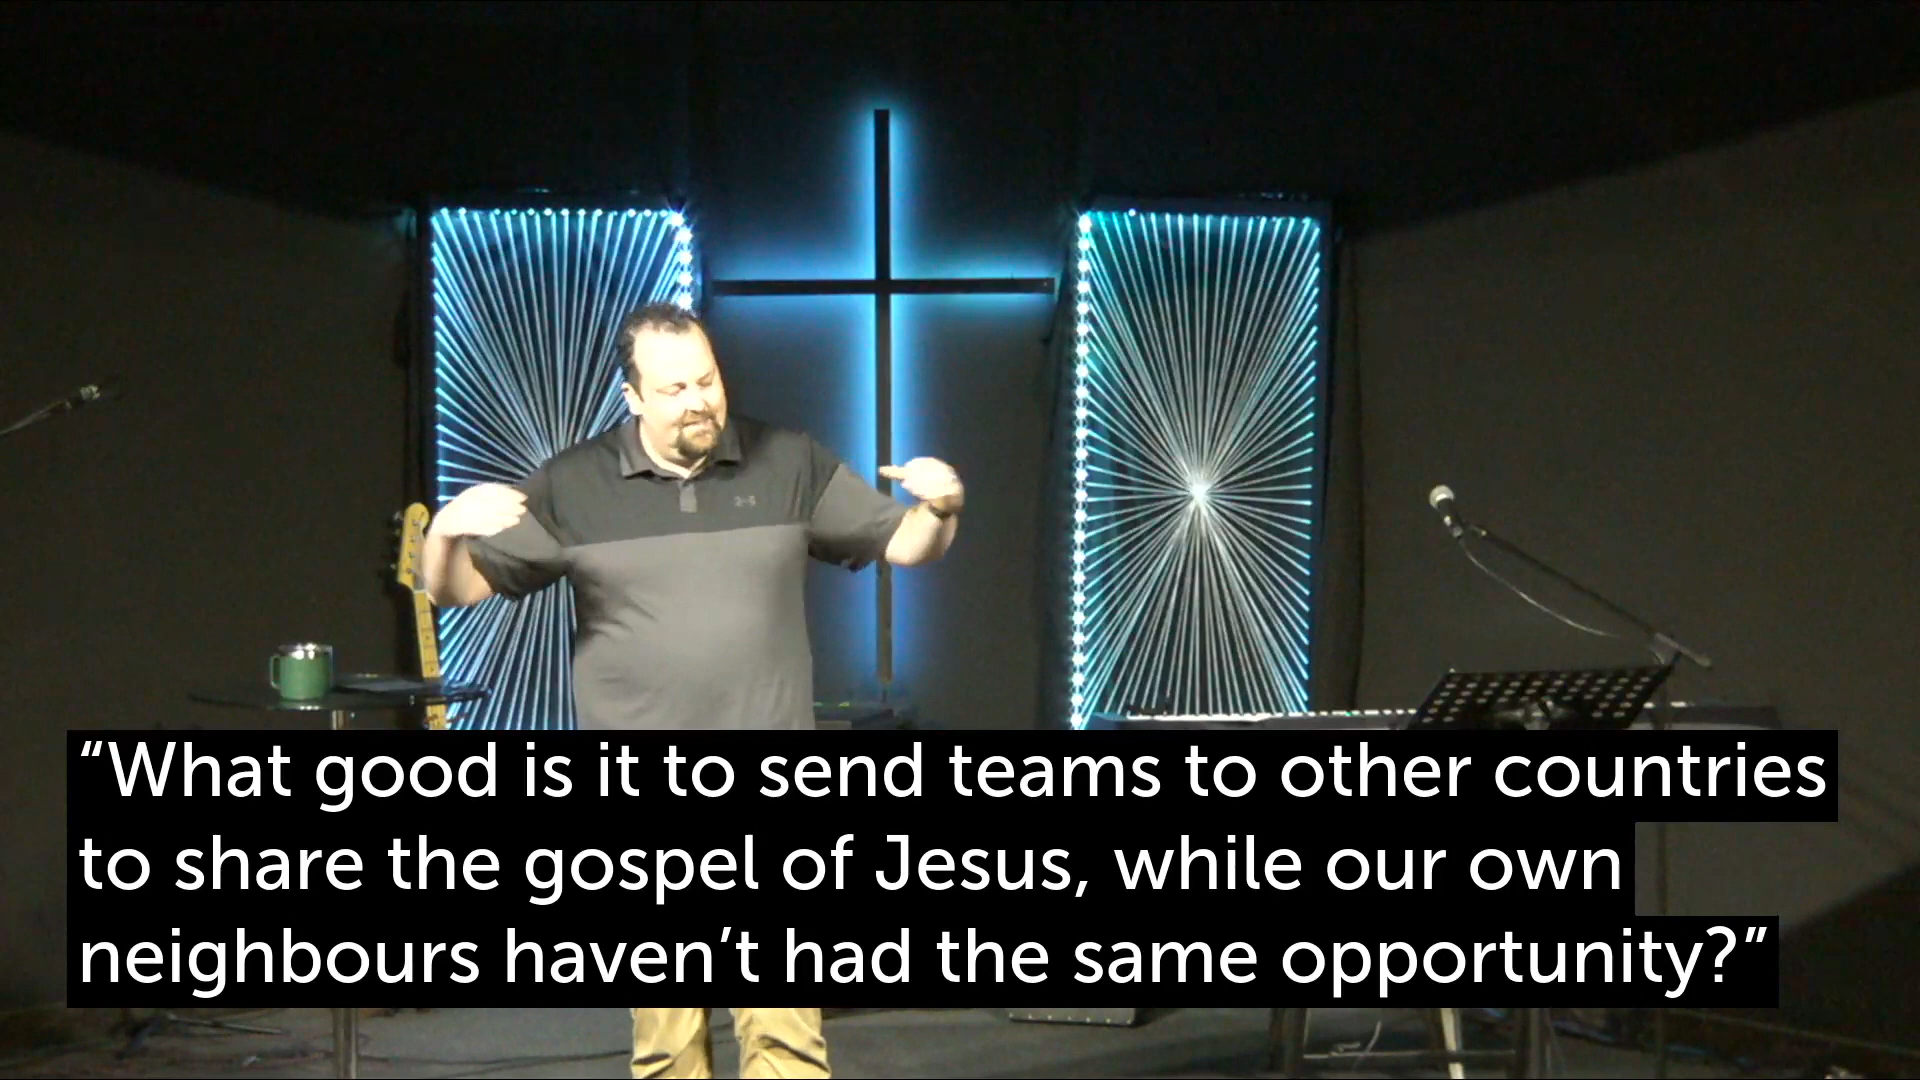 “What good is it to send teams to other countries
to share the gospel of Jesus, while our own
neighbours haven’t had the same opportunity?”